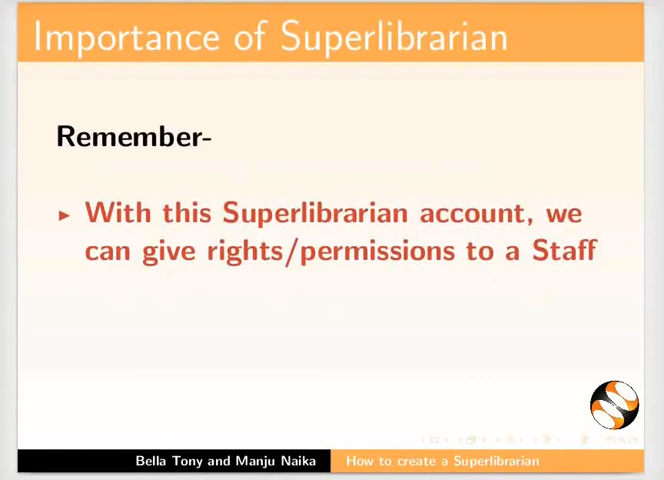 Importance of Superlibrarian
Remember-
With this Superlibrarian account, we
can give rights/permissions to a Staff
Bella Tony and Manju Naika
How to create a Superlibrarian